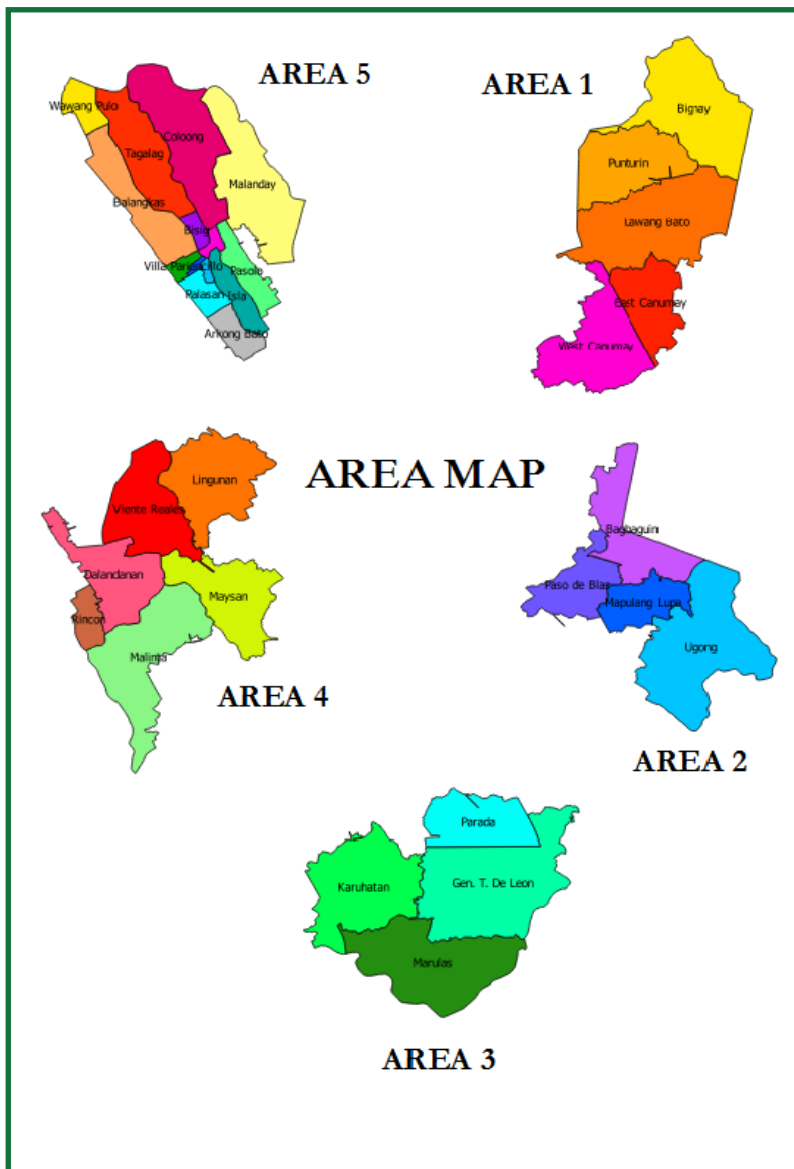 AREA 5
AREA 1
Wawang Pulo
Coloong
Tagalag
Malanday
Balangkas
Bisig
Pasolo
Palasan
Isla
Arkong Bato
Bignay
Punturin
Lawang Bato
East Canumay
West Canumay
AREA MAP
Lingunan
Viente Reales
Dalandanan
Maysan
Rincon
Malinta
AREA 4
Bagbaguin
Paso de Blas
Mapulang Lupa
Ugong
AREA 2
Parada
Karuhatan
Gen. T. De Leon
Marulas
AREA 3